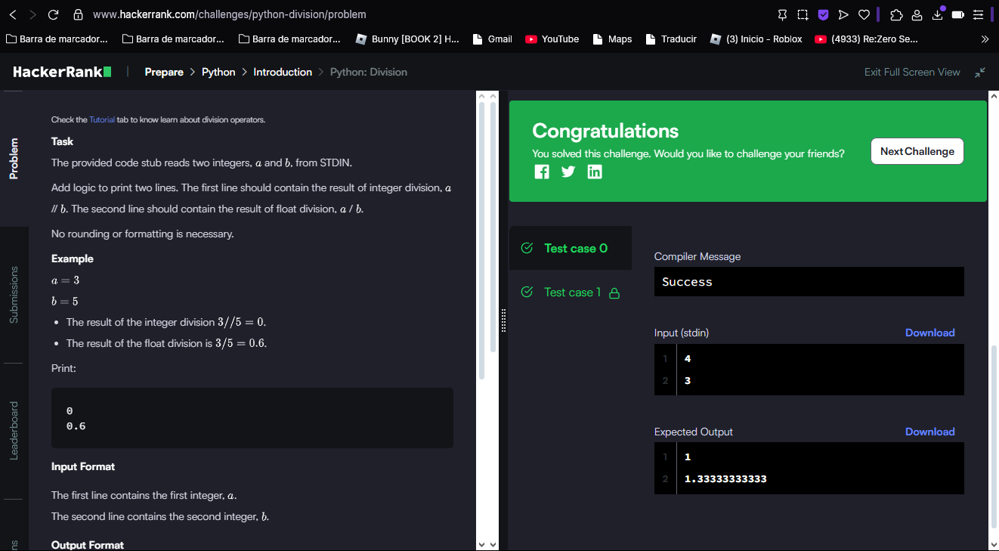 www.hackerrank.com/challenges/python-division/problem
Barra de marcador... Barra de marcador... Barra de marcador... Bunny [BOOK 2] H... Gmail YouTube Maps Traducir (3) Inicio - Roblox (4933) Re:Zero Se...
HackerRank | Prepare > Python > Introduction > Python: Division Exit Full Screen View
Problem
Submissions
Leaderboard
ns
Check the Tutorial tab to know learn about division operators.
Task
The provided code stub reads two integers, a and b, from STDIN.
Add logic to print two lines. The first line should contain the result of integer division, a
// b. The second line should contain the result of float division, a / b.
No rounding or formatting is necessary.
Example
a = 3
b = 5
• The result of the integer division 3//5 = 0.
• The result of the float division is 3/5 = 0.6.
Print:
0
0.6
Input Format
The first line contains the first integer, a.
The second line contains the second integer, b.
Output Format
Congratulations
You solved this challenge. Would you like to challenge your friends?
Next Challenge
Test case 0
Test case 1
Compiler Message
Success
Input (stdin) Download
1 4
2 3
Expected Output Download
1 1
2 1.33333333333